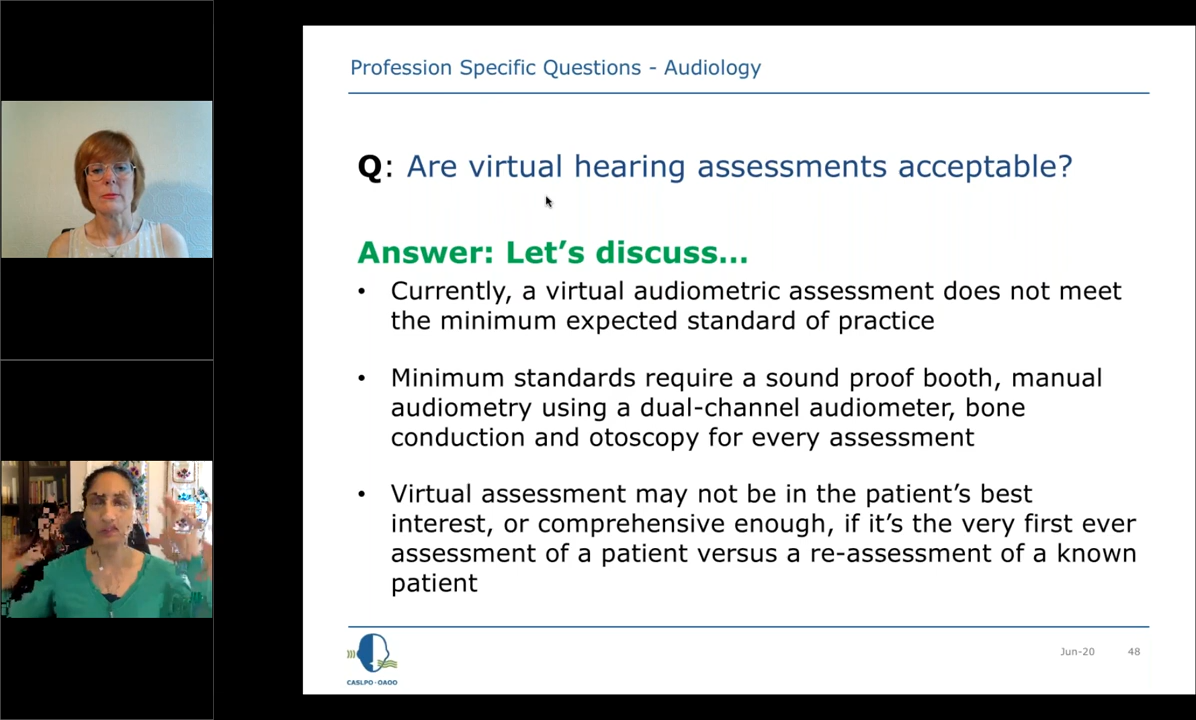 Profession Specific Questions - Audiology
Q: Are virtual hearing assessments acceptable?
Answer: Let's discuss...
• Currently, a virtual audiometric assessment does not meet
the minimum expected standard of practice
• Minimum standards require a sound proof booth, manual
audiometry using a dual-channel audiometer, bone
conduction and otoscopy for every assessment
• Virtual assessment may not be in the patient's best
interest, or comprehensive enough, if it's the very first ever
assessment of a patient versus a re-assessment of a known
patient
CASLPO•OAOO
Jun-20 48